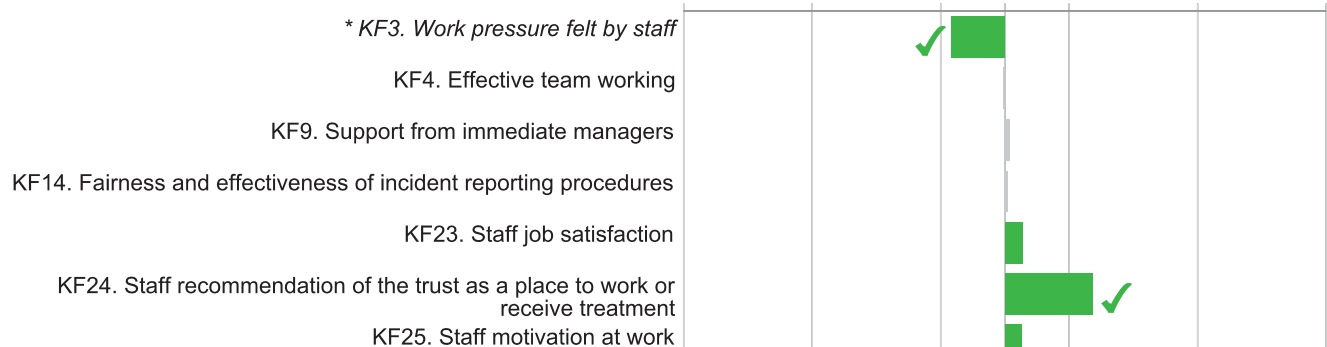 * KF3. Work pressure felt by staff
KF4. Effective team working
KF9. Support from immediate managers
KF14. Fairness and effectiveness of incident reporting procedures
KF23. Staff job satisfaction
KF24. Staff recommendation of the trust as a place to work or
receive treatment
KF25. Staff motivation at work